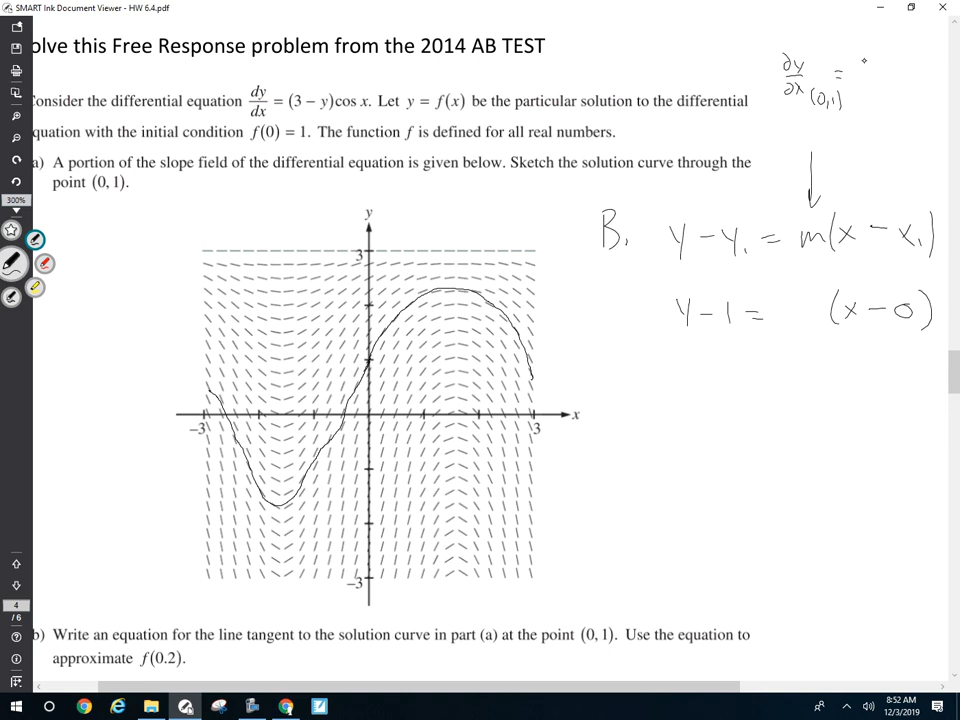 SMART Ink Document Viewer - HW 6.4.pdf
olve this Free Response problem from the 2014 AB TEST
∂y/∂x (0,1) =
Consider the differential equation dy/dx = (3 − y)cos x. Let y = f(x) be the particular solution to the differential
quation with the initial condition f(0) = 1. The function f is defined for all real numbers.
a) A portion of the slope field of the differential equation is given below. Sketch the solution curve through the
point (0, 1).
300%
B. y − y₁ = m(x − x₁)
y − 1 = (x − 0)
y
3
x
−3
3
−3
4
/ 6
b) Write an equation for the line tangent to the solution curve in part (a) at the point (0, 1). Use the equation to
approximate f(0.2).
8:52 AM
12/3/2019